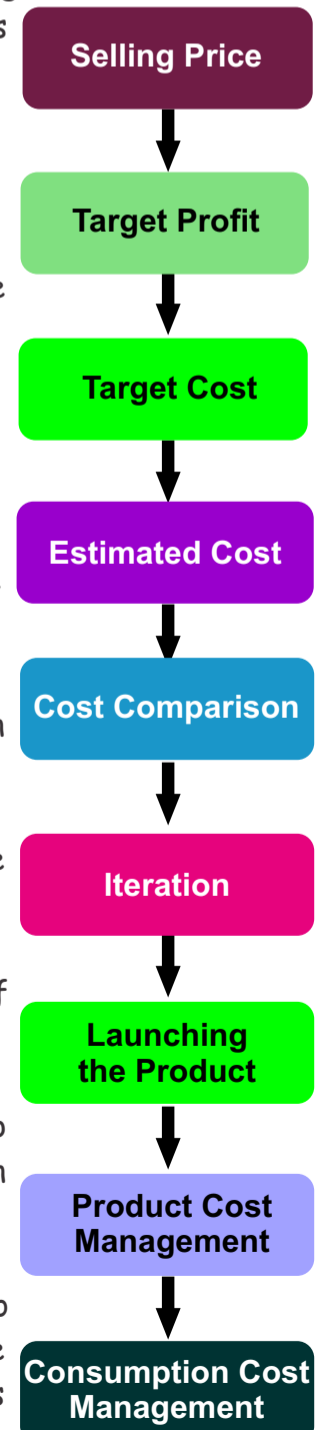 Selling Price
Target Profit
Target Cost
Estimated Cost
Cost Comparison
Iteration
Launching
the Product
Product Cost
Management
Consumption Cost
Management